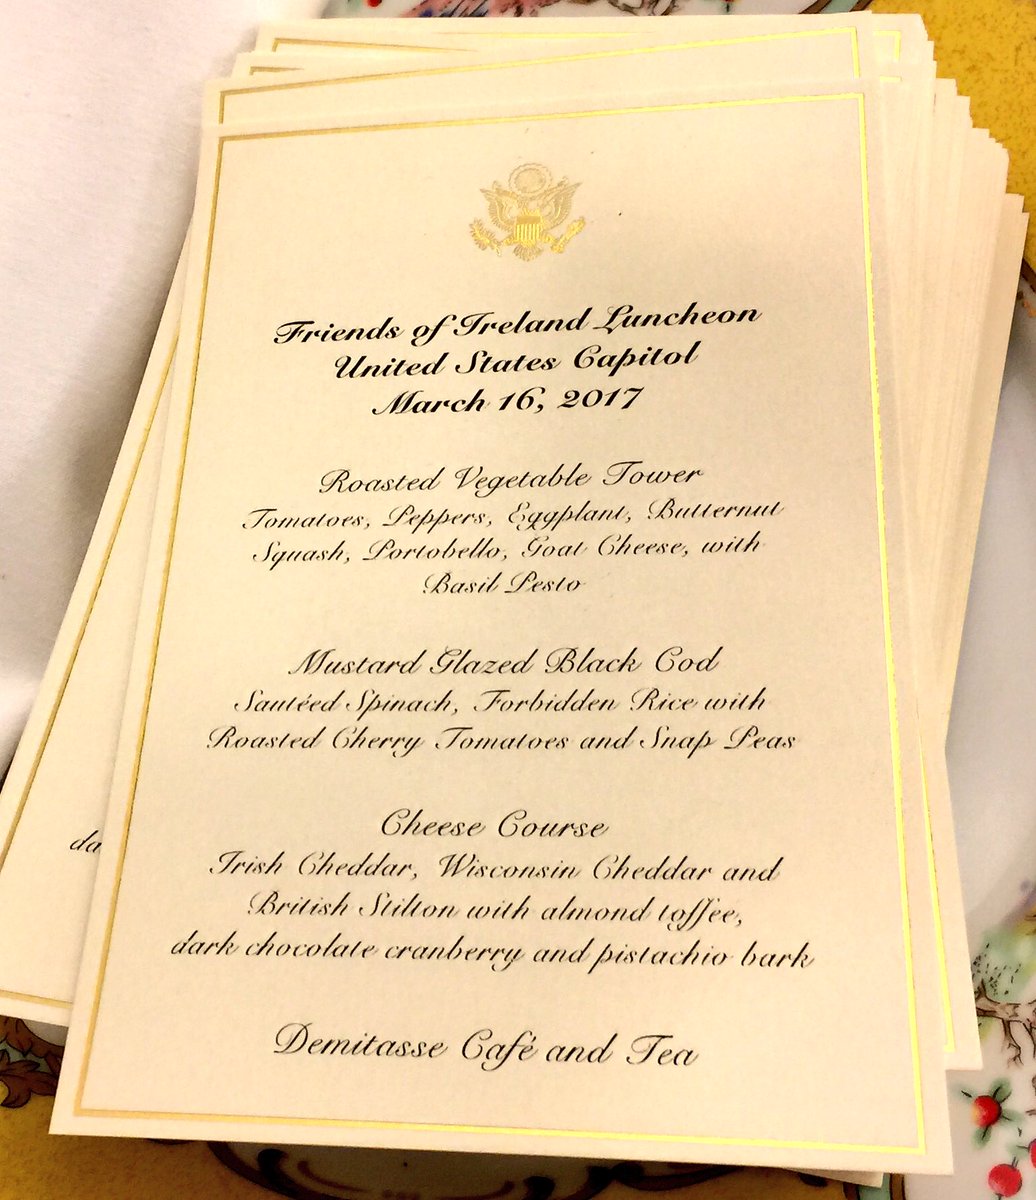 Friends of Ireland Luncheon
United States Capitol
March 16, 2017
Roasted Vegetable Tower
Tomatoes, Peppers, Eggplant, Butternut
Squash, Portobello, Goat Cheese, with
Basil Pesto
Mustard Glazed Black Cod
Sautéed Spinach, Forbidden Rice with
Roasted Cherry Tomatoes and Snap Peas
Cheese Course
Irish Cheddar, Wisconsin Cheddar and
British Stilton with almond toffee,
dark chocolate cranberry and pistachio bark
Demitasse Café and Tea
da